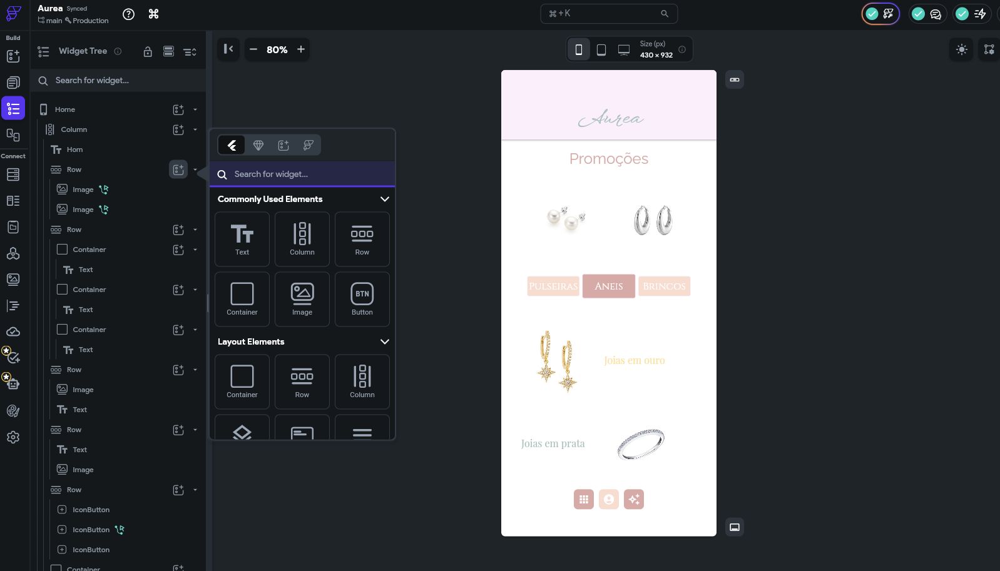 Aurea Synced
main Production
⌘+K
Build
Connect
Widget Tree
Search for widget...
Home
Column
Hom
Row
Image
Image
Row
Container
Text
Container
Text
Container
Text
Row
Image
Text
Row
Text
Image
Row
IconButton
IconButton
IconButton
Container
80%
Size (px)
430 × 932
Search for widget...
Commonly Used Elements
Text
Column
Row
Container
Image
BTN
Button
Layout Elements
Container
Row
Column
Aurea
Promoções
Pulseiras
Aneis
Brincos
Joias em ouro
Joias em prata